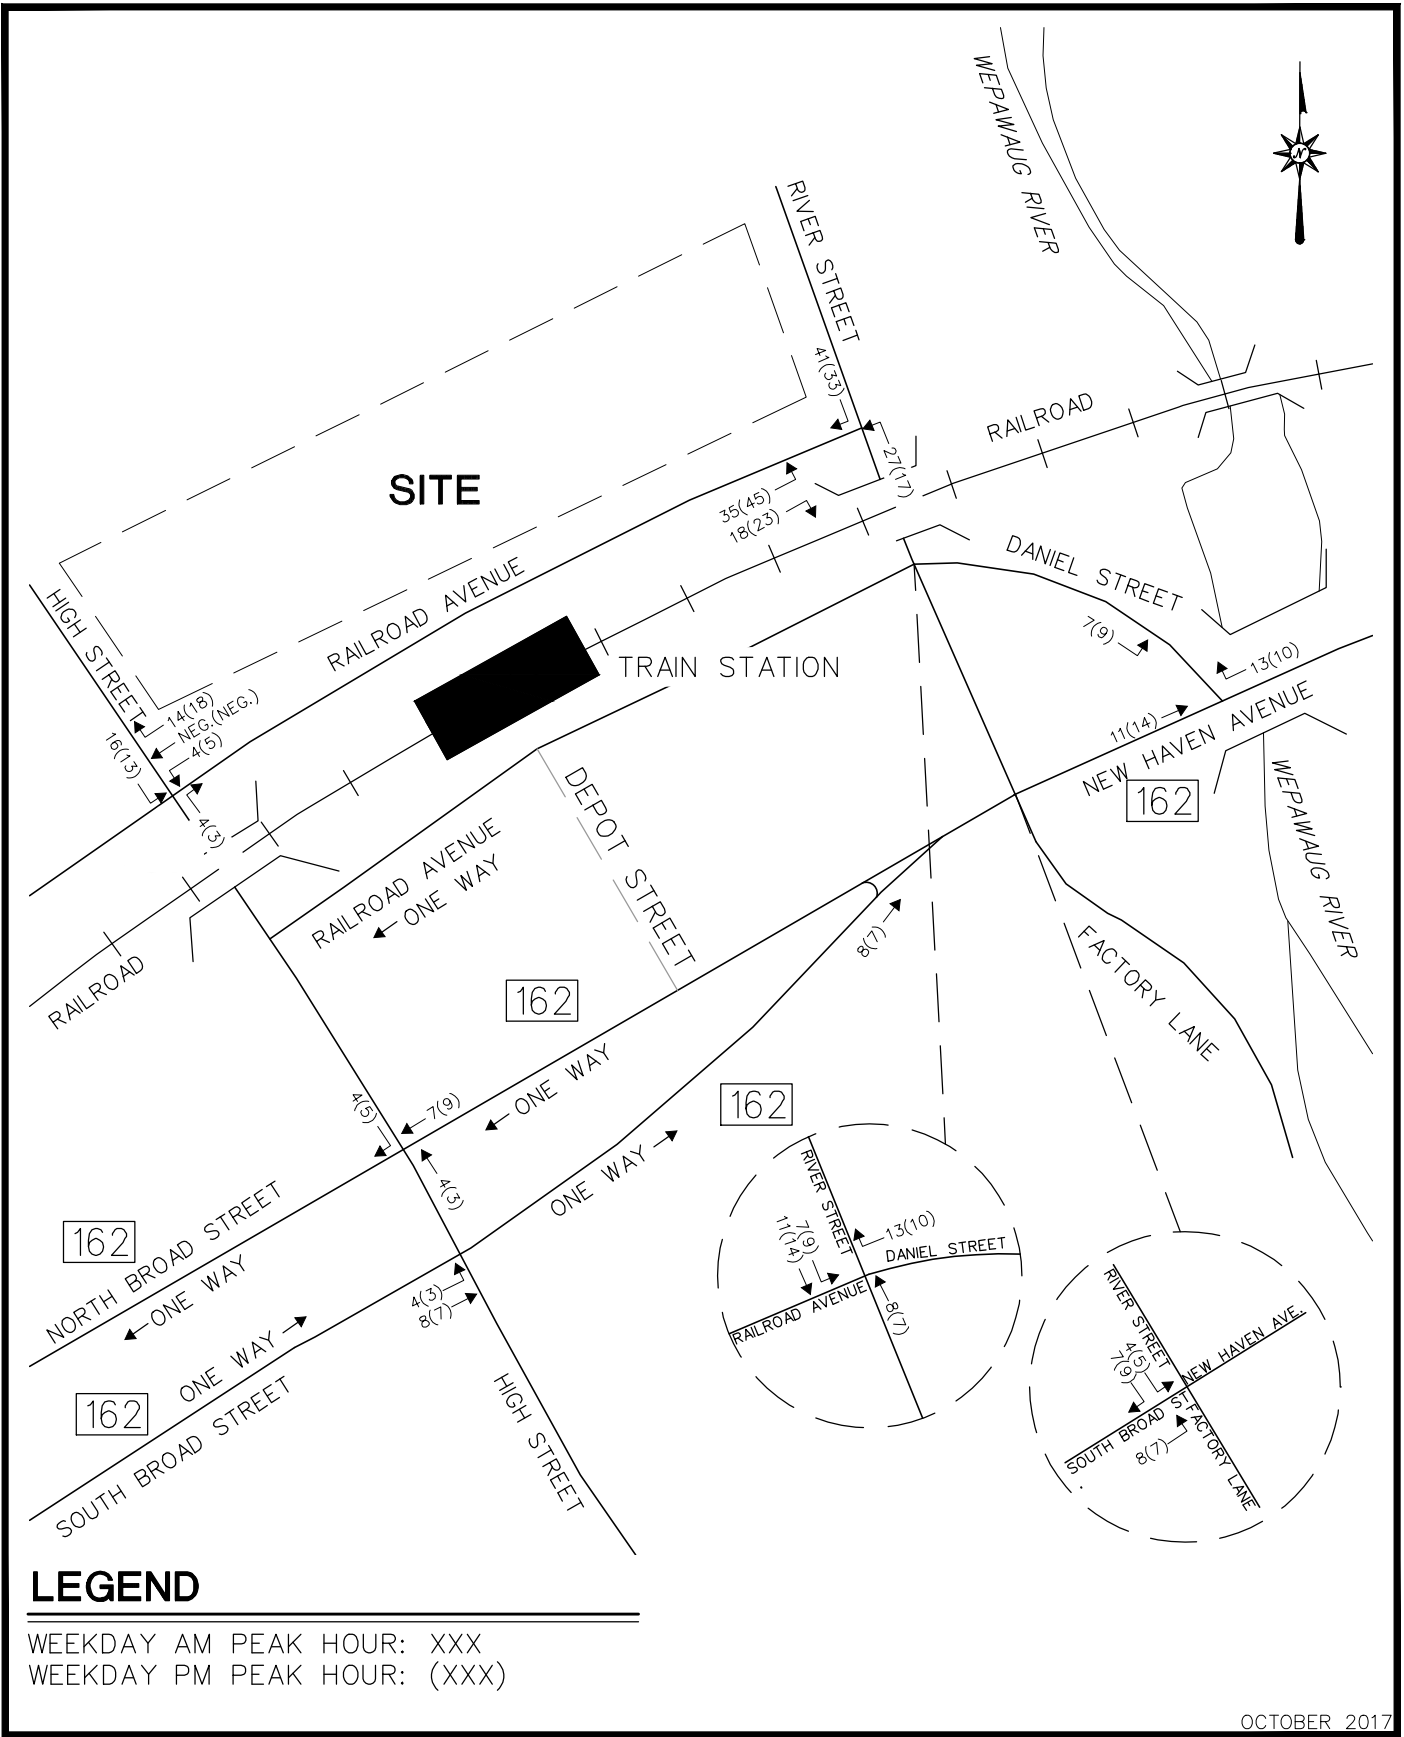 WEPAWAUG RIVER
N
RIVER STREET
41(33)
RAILROAD
27(17)
SITE
35(45)
18(23)
DANIEL STREET
RAILROAD AVENUE
HIGH STREET
7(9)
13(10)
TRAIN STATION
14(18)
NEG.(NEG.)
4(5)
16(13)
11(14)
NEW HAVEN AVENUE
162
4(3)
DEPOT STREET
WEPAWAUG RIVER
RAILROAD AVENUE
ONE WAY
8(7)
FACTORY LANE
RAILROAD
162
ONE WAY
162
4(5)
7(9)
4(3)
ONE WAY
162
NORTH BROAD STREET
ONE WAY
4(3)
8(7)
ONE WAY
162
SOUTH BROAD STREET
HIGH STREET
RIVER STREET
7(9)
11(14)
13(10)
DANIEL STREET
RAILROAD AVENUE
8(7)
RIVER STREET
4(5)
7(9)
NEW HAVEN AVE.
SOUTH BROAD ST.
8(7)
FACTORY LANE
LEGEND
WEEKDAY AM PEAK HOUR: XXX
WEEKDAY PM PEAK HOUR: (XXX)
OCTOBER 2017